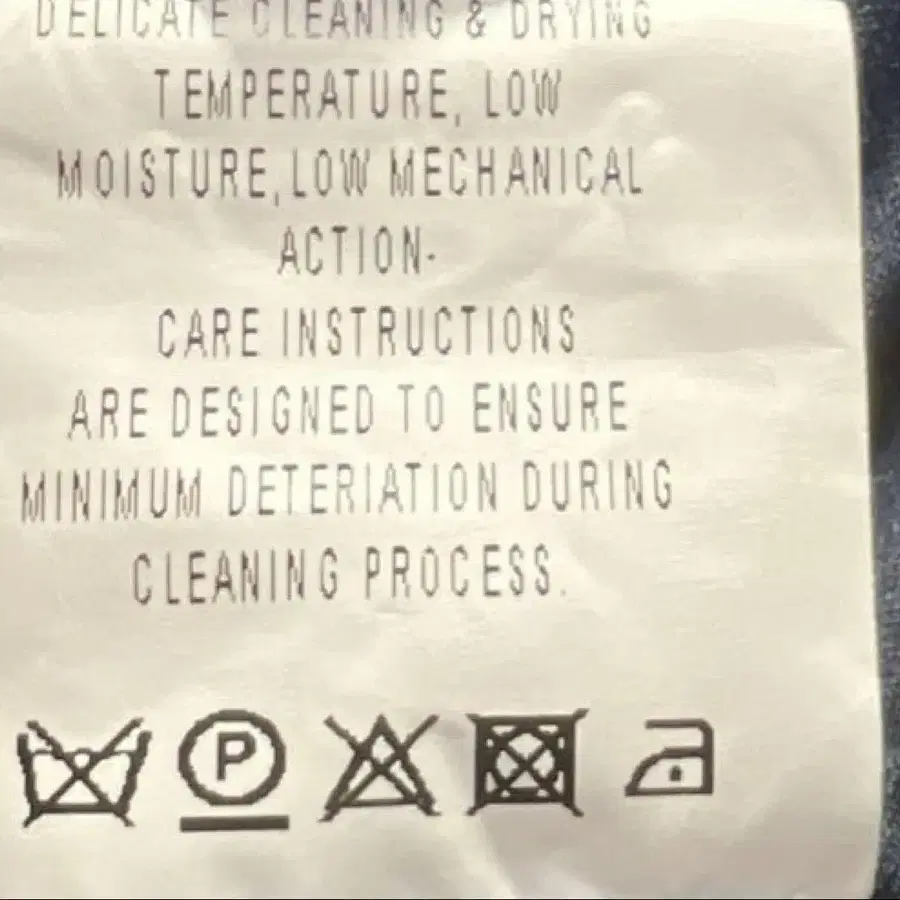 DELICATE CLEANING & DRYING
TEMPERATURE, LOW
MOISTURE,LOW MECHANICAL
ACTION-
CARE INSTRUCTIONS
ARE DESIGNED TO ENSURE
MINIMUM DETERIATION DURING
CLEANING PROCESS.
P